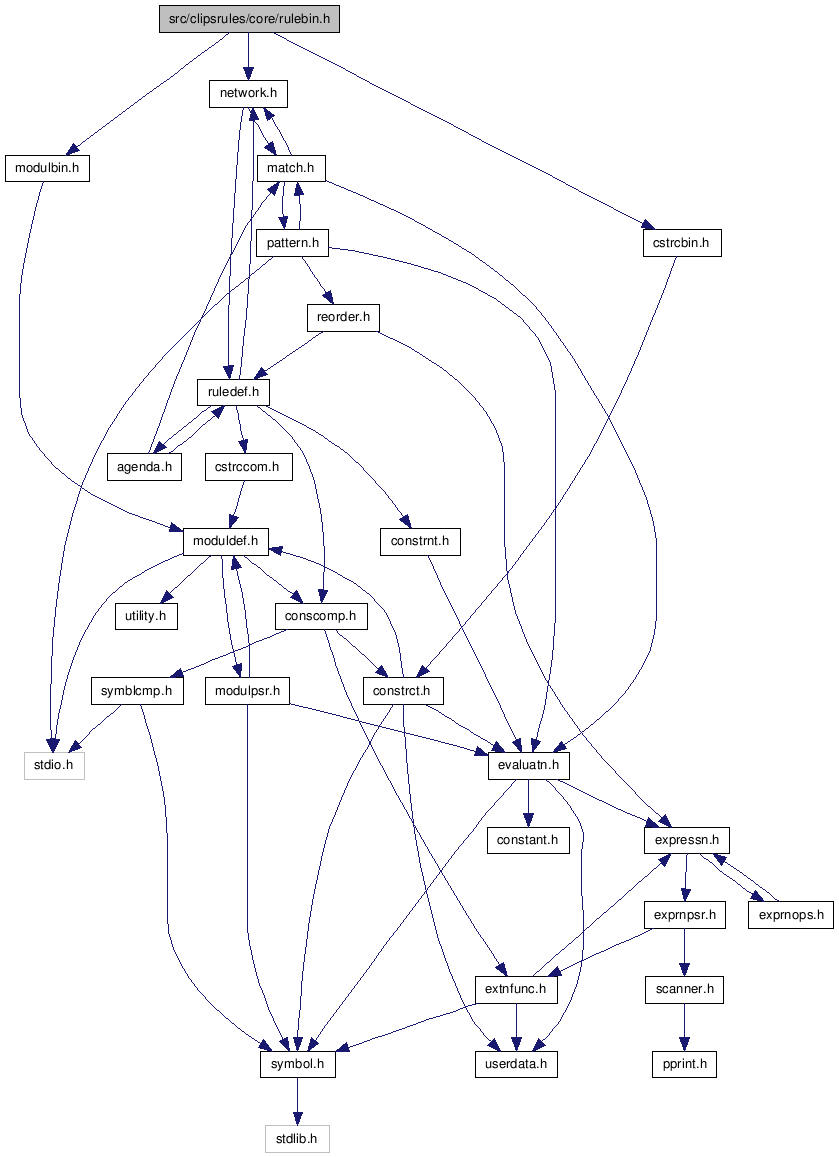 src/clipsrules/core/rulebin.h
network.h
modulbin.h
match.h
pattern.h
cstrcbin.h
reorder.h
ruledef.h
agenda.h
cstrccom.h
moduldef.h
constrnt.h
utility.h
conscomp.h
symblcmp.h
modulpsr.h
constrct.h
stdio.h
evaluatn.h
constant.h
expressn.h
exprnpsr.h
exprnops.h
extnfunc.h
scanner.h
symbol.h
userdata.h
pprint.h
stdlib.h